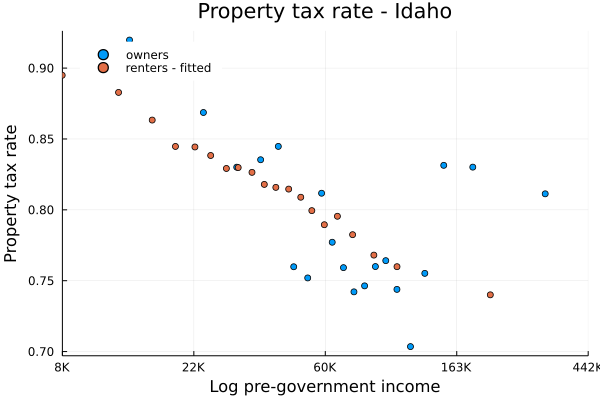 Property tax rate - Idaho
owners
renters - fitted
Property tax rate
0.90
0.85
0.80
0.75
0.70
8K
22K
60K
163K
442K
Log pre-government income